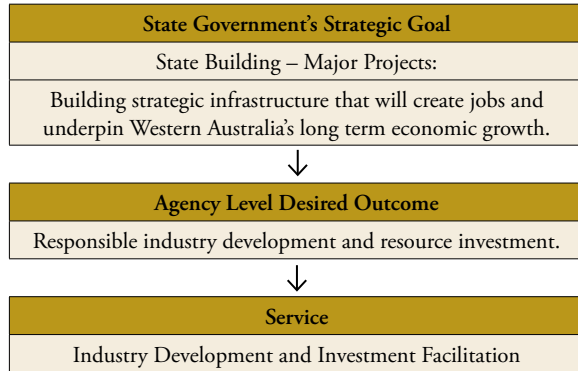 State Government’s Strategic Goal
State Building – Major Projects:
Building strategic infrastructure that will create jobs and
underpin Western Australia’s long term economic growth.
Agency Level Desired Outcome
Responsible industry development and resource investment.
Service
Industry Development and Investment Facilitation